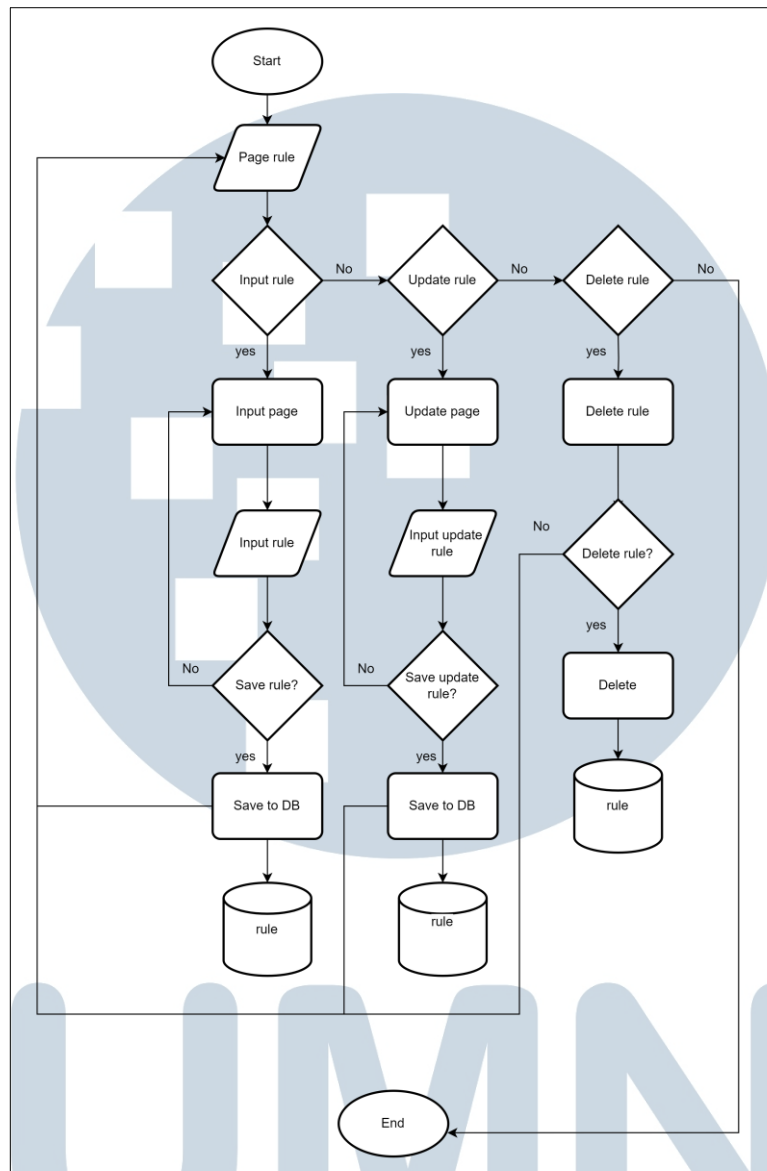 Start
Page rule
Input rule
No
Update rule
No
Delete rule
No
yes
yes
yes
Input page
Update page
Delete rule
Input rule
Input update
rule
No
Delete rule?
yes
No
Save rule?
No
Save update
rule?
Delete
yes
yes
Save to DB
Save to DB
rule
rule
rule
UMN
End